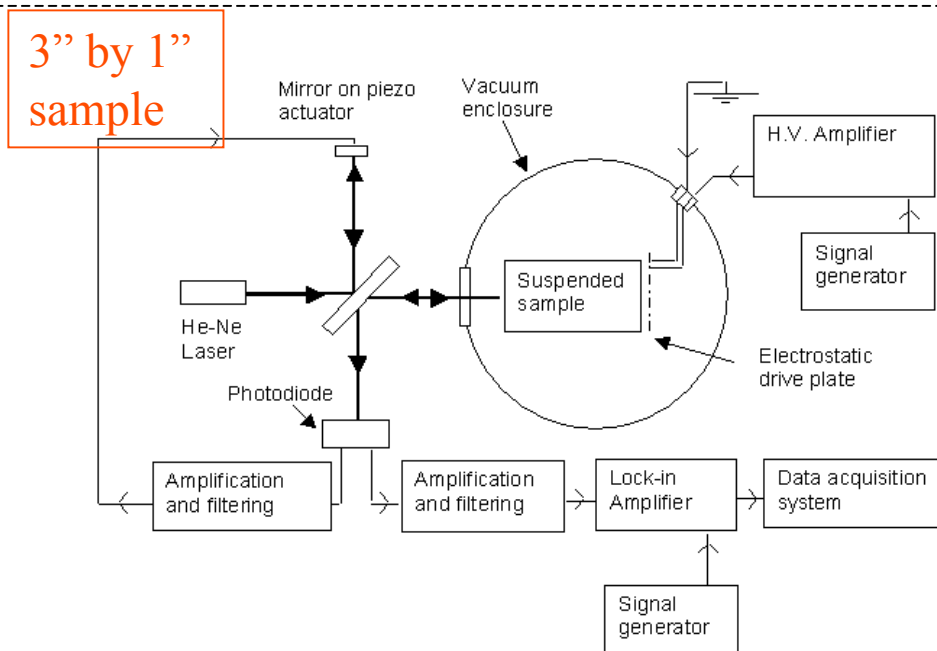 3” by 1”
sample
Mirror on piezo
actuator
Vacuum
enclosure
H.V. Amplifier
Signal
generator
Suspended
sample
He-Ne
Laser
Electrostatic
drive plate
Photodiode
Amplification
and filtering
Amplification
and filtering
Lock-in
Amplifier
Data acquisition
system
Signal
generator